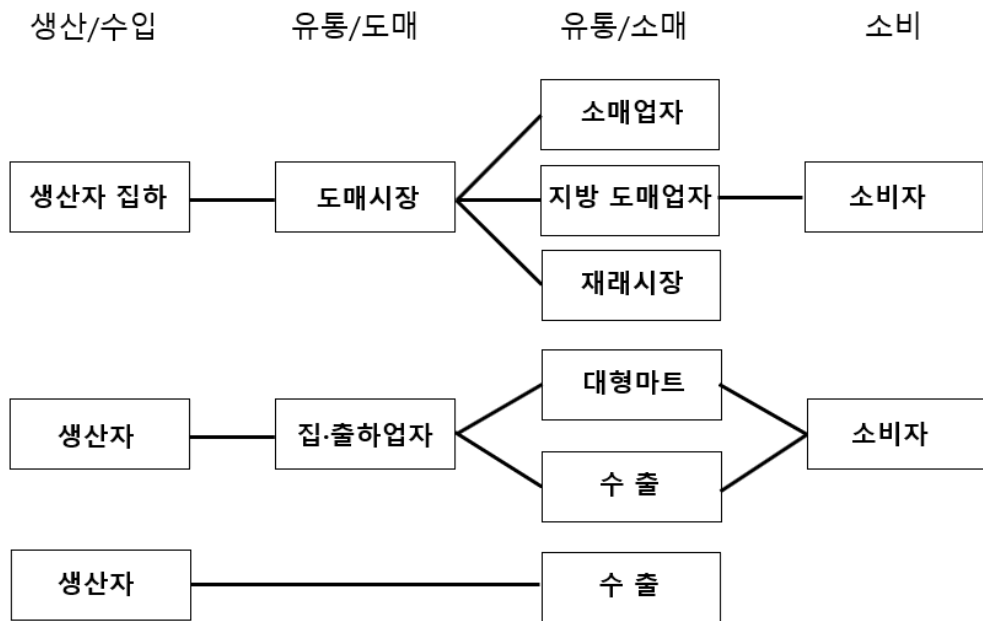 생산/수입 유통/도매 유통/소매 소비
소매업자
생산자 집하 도매시장 지방 도매업자 소비자
재래시장
대형마트
생산자 집·출하업자 소비자
수 출
생산자 수 출